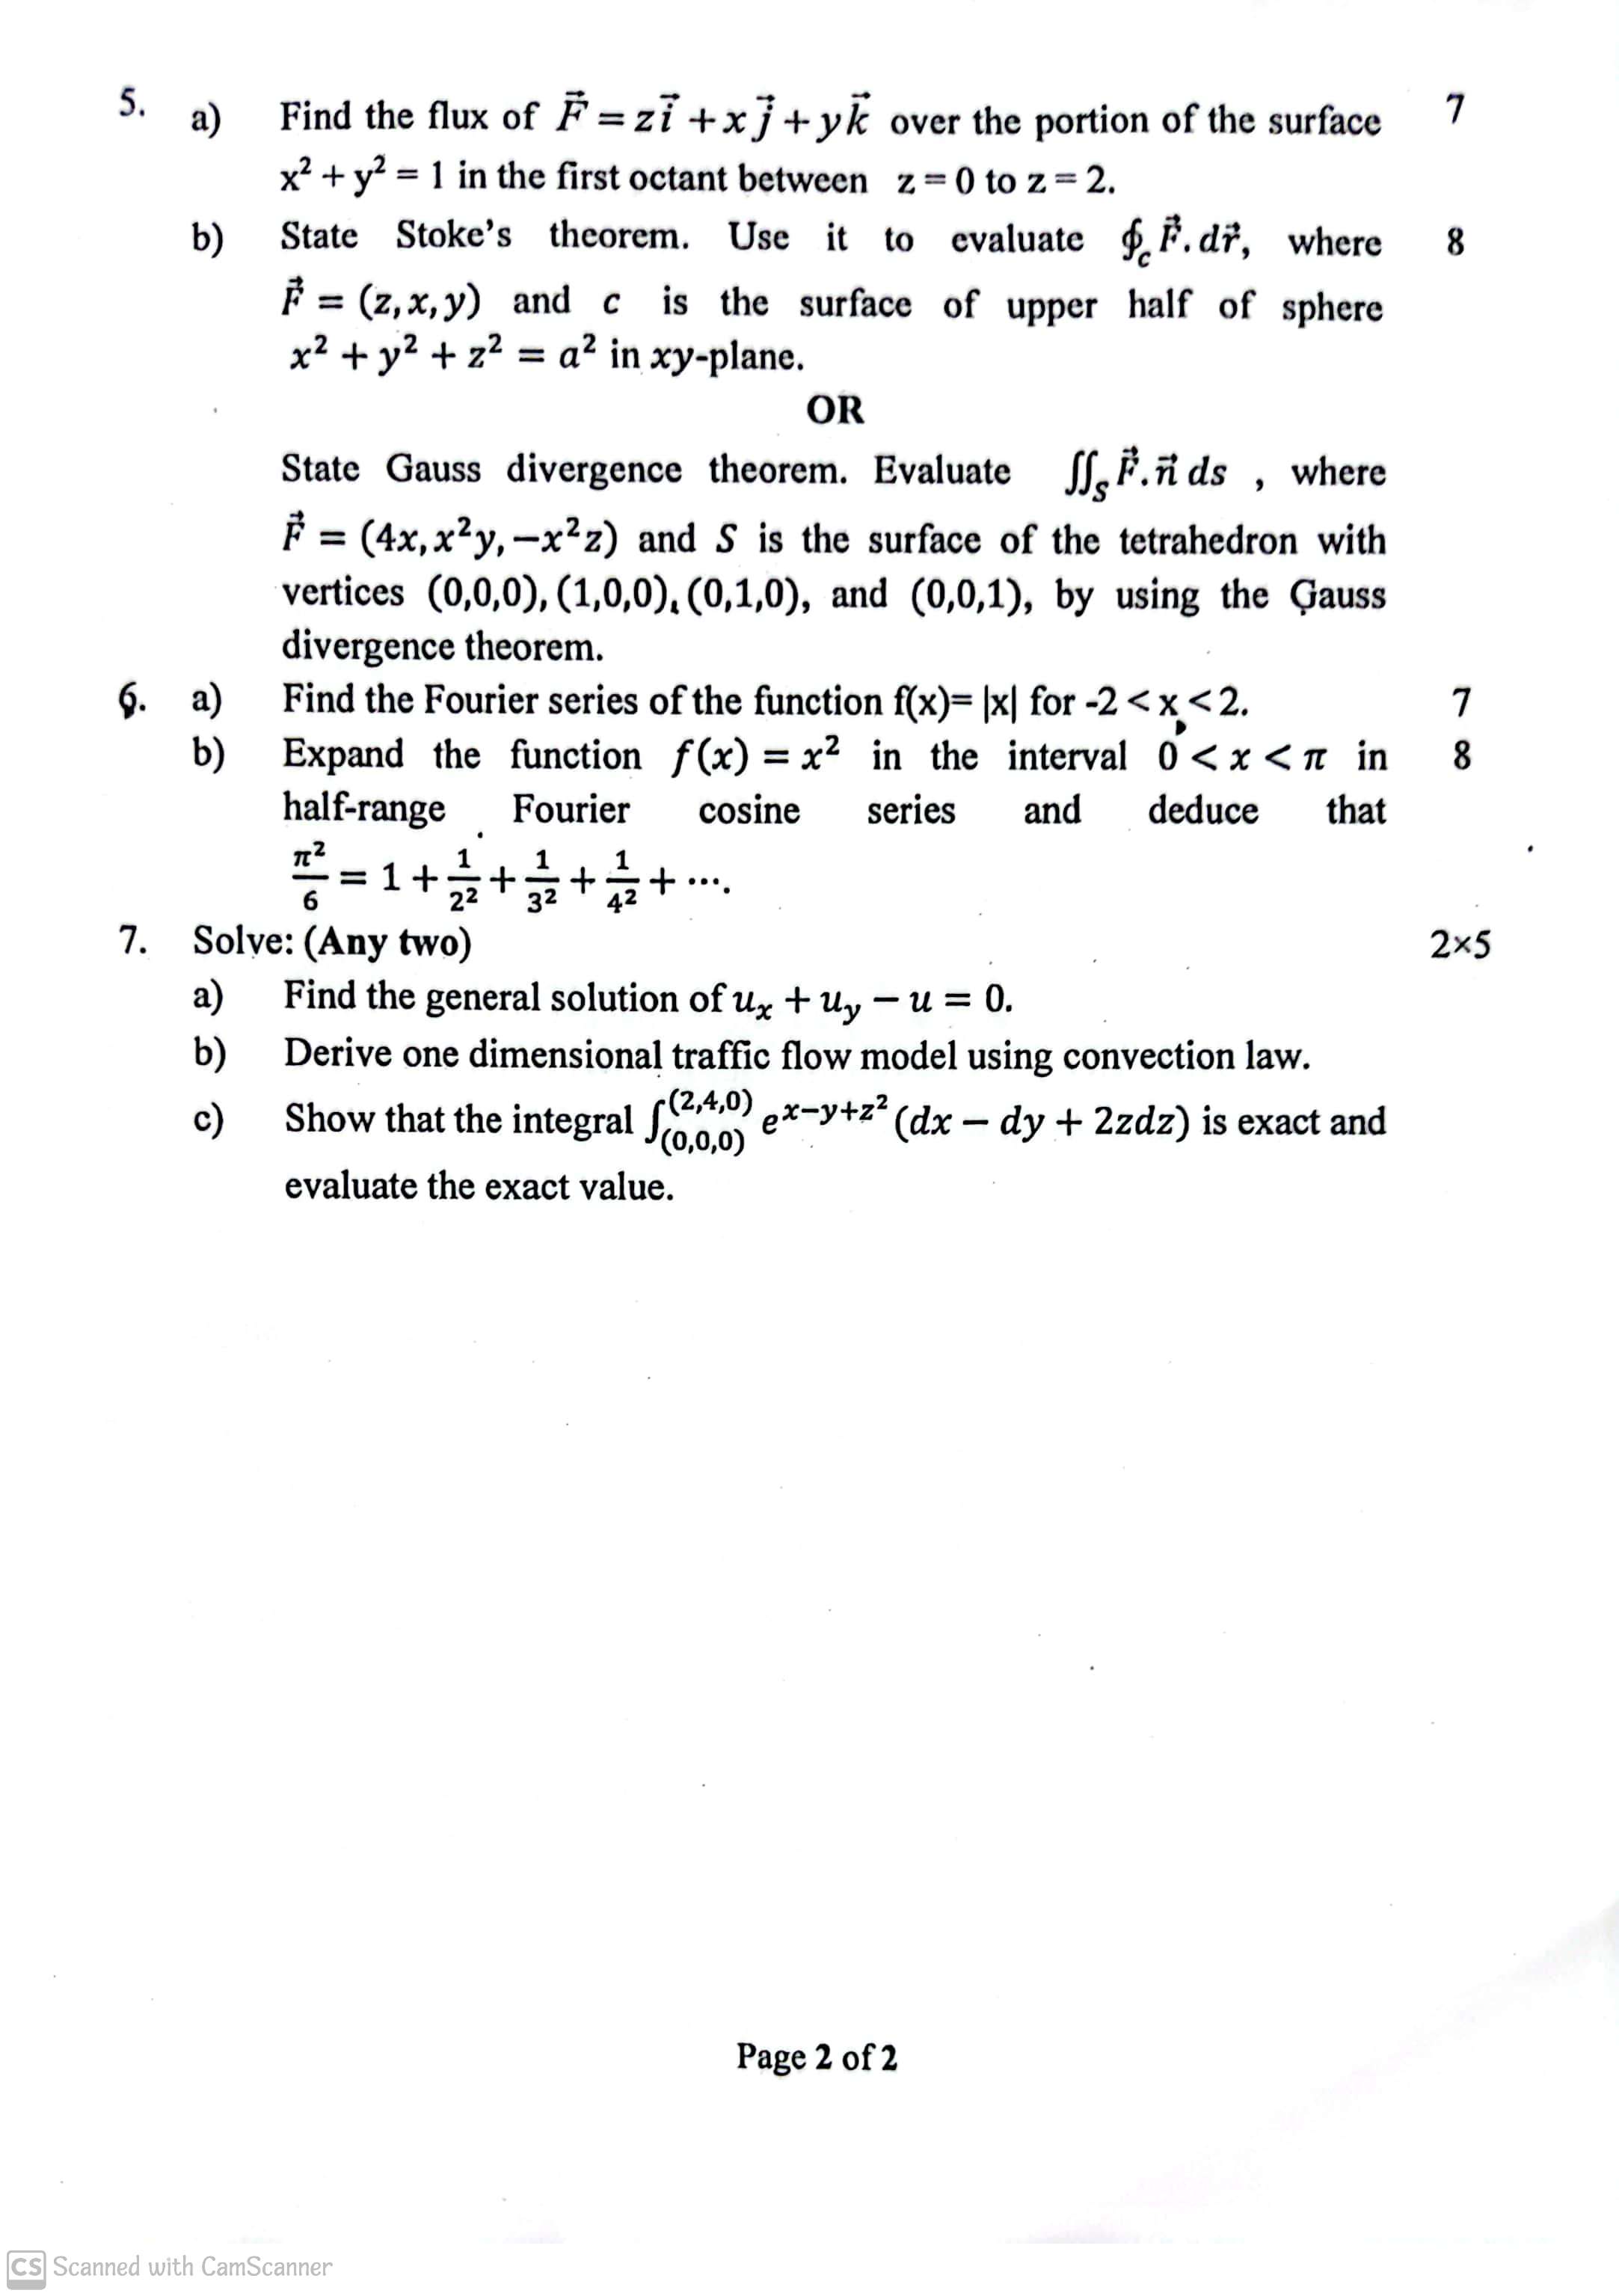 5. a) Find the flux of F⃗ = z i⃗ + x j⃗ + y k⃗ over the portion of the surface 7
x² + y² = 1 in the first octant between z = 0 to z = 2.
b) State Stoke's theorem. Use it to evaluate ∮_c F⃗. dr⃗, where 8
F⃗ = (z, x, y) and c is the surface of upper half of sphere
x² + y² + z² = a² in xy-plane.
OR
State Gauss divergence theorem. Evaluate ∬_S F⃗. n⃗ ds , where
F⃗ = (4x, x²y, −x²z) and S is the surface of the tetrahedron with
vertices (0,0,0), (1,0,0), (0,1,0), and (0,0,1), by using the Gauss
divergence theorem.
6. a) Find the Fourier series of the function f(x)= |x| for -2 < x < 2. 7
b) Expand the function f(x) = x² in the interval 0 < x < π in 8
half-range Fourier cosine series and deduce that
π²/6 = 1 + 1/2² + 1/3² + 1/4² + ⋯.
7. Solve: (Any two) 2×5
a) Find the general solution of u_x + u_y − u = 0.
b) Derive one dimensional traffic flow model using convection law.
c) Show that the integral ∫_(0,0,0)^(2,4,0) e^(x−y+z²) (dx − dy + 2zdz) is exact and
evaluate the exact value.
Page 2 of 2
CS Scanned with CamScanner